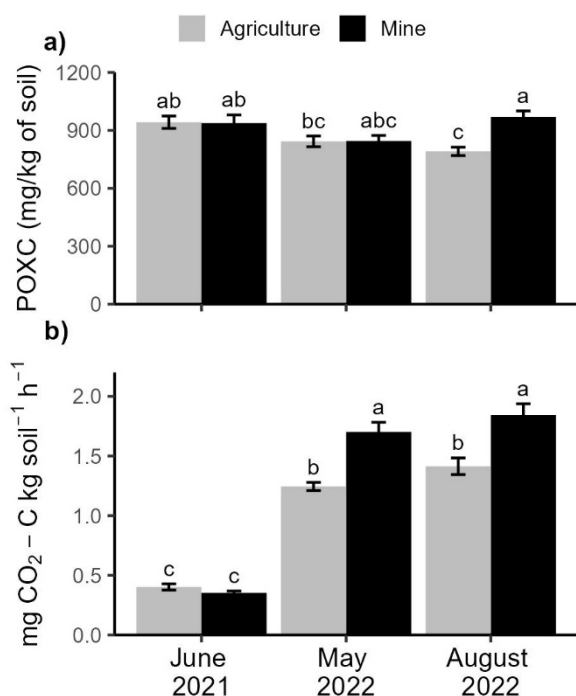 Agriculture Mine
a)
POXC (mg/kg of soil)
1200
900
600
300
0
ab ab bc abc c a
b)
mg CO₂ – C kg soil⁻¹ h⁻¹
2.0
1.5
1.0
0.5
0.0
c c b a b a
June May August
2021 2022 2022